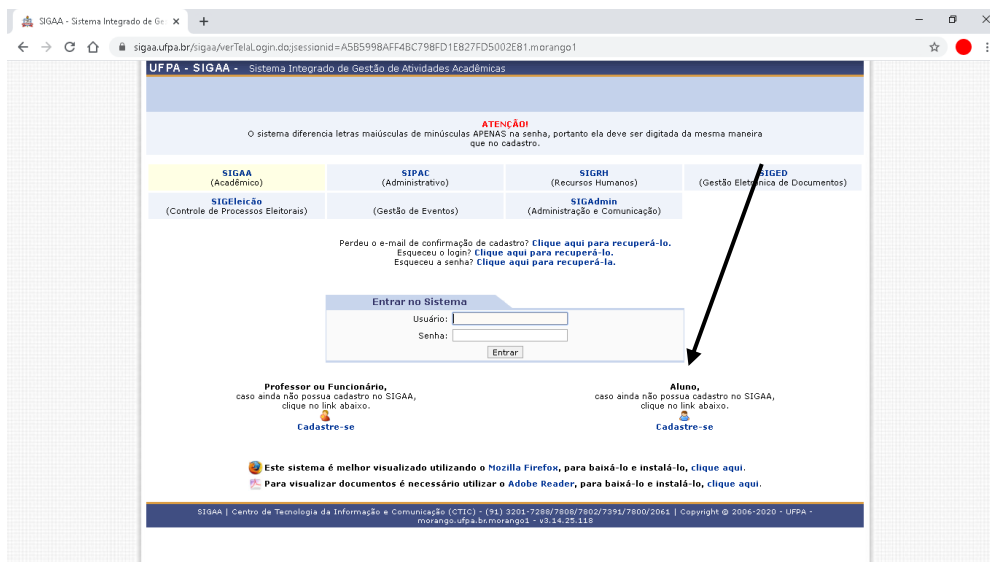 SIGAA - Sistema Integrado de Ge
sigaa.ufpa.br/sigaa/verTelaLogin.do;jsessionid=A5B5998AFF4BC798FD1E827FD5002E81.morango1
UFPA - SIGAA - Sistema Integrado de Gestão de Atividades Acadêmicas
ATENÇÃO!
O sistema diferencia letras maiúsculas de minúsculas APENAS na senha, portanto ela deve ser digitada da mesma maneira
que no cadastro.
SIGAA SIPAC SIGRH SIGED
(Acadêmico) (Administrativo) (Recursos Humanos) (Gestão Eletrônica de Documentos)
SIGEleicão SIGAdmin
(Controle de Processos Eleitorais) (Gestão de Eventos) (Administração e Comunicação)
Perdeu o e-mail de confirmação de cadastro? Clique aqui para recuperá-lo.
Esqueceu o login? Clique aqui para recuperá-lo.
Esqueceu a senha? Clique aqui para recuperá-la.
Entrar no Sistema
Usuário:
Senha:
Entrar
Professor ou Funcionário,
caso ainda não possua cadastro no SIGAA,
clique no link abaixo.
Cadastre-se
Aluno,
caso ainda não possua cadastro no SIGAA,
clique no link abaixo.
Cadastre-se
Este sistema é melhor visualizado utilizando o Mozilla Firefox, para baixá-lo e instalá-lo, clique aqui.
Para visualizar documentos é necessário utilizar o Adobe Reader, para baixá-lo e instalá-lo, clique aqui.
SIGAA | Centro de Tecnologia da Informação e Comunicação (CTIC) - (91) 3201-7288/7808/7802/7391/7800/2061 | Copyright © 2006-2020 - UFPA -
morango.ufpa.br.morango1 - v3.14.25.118